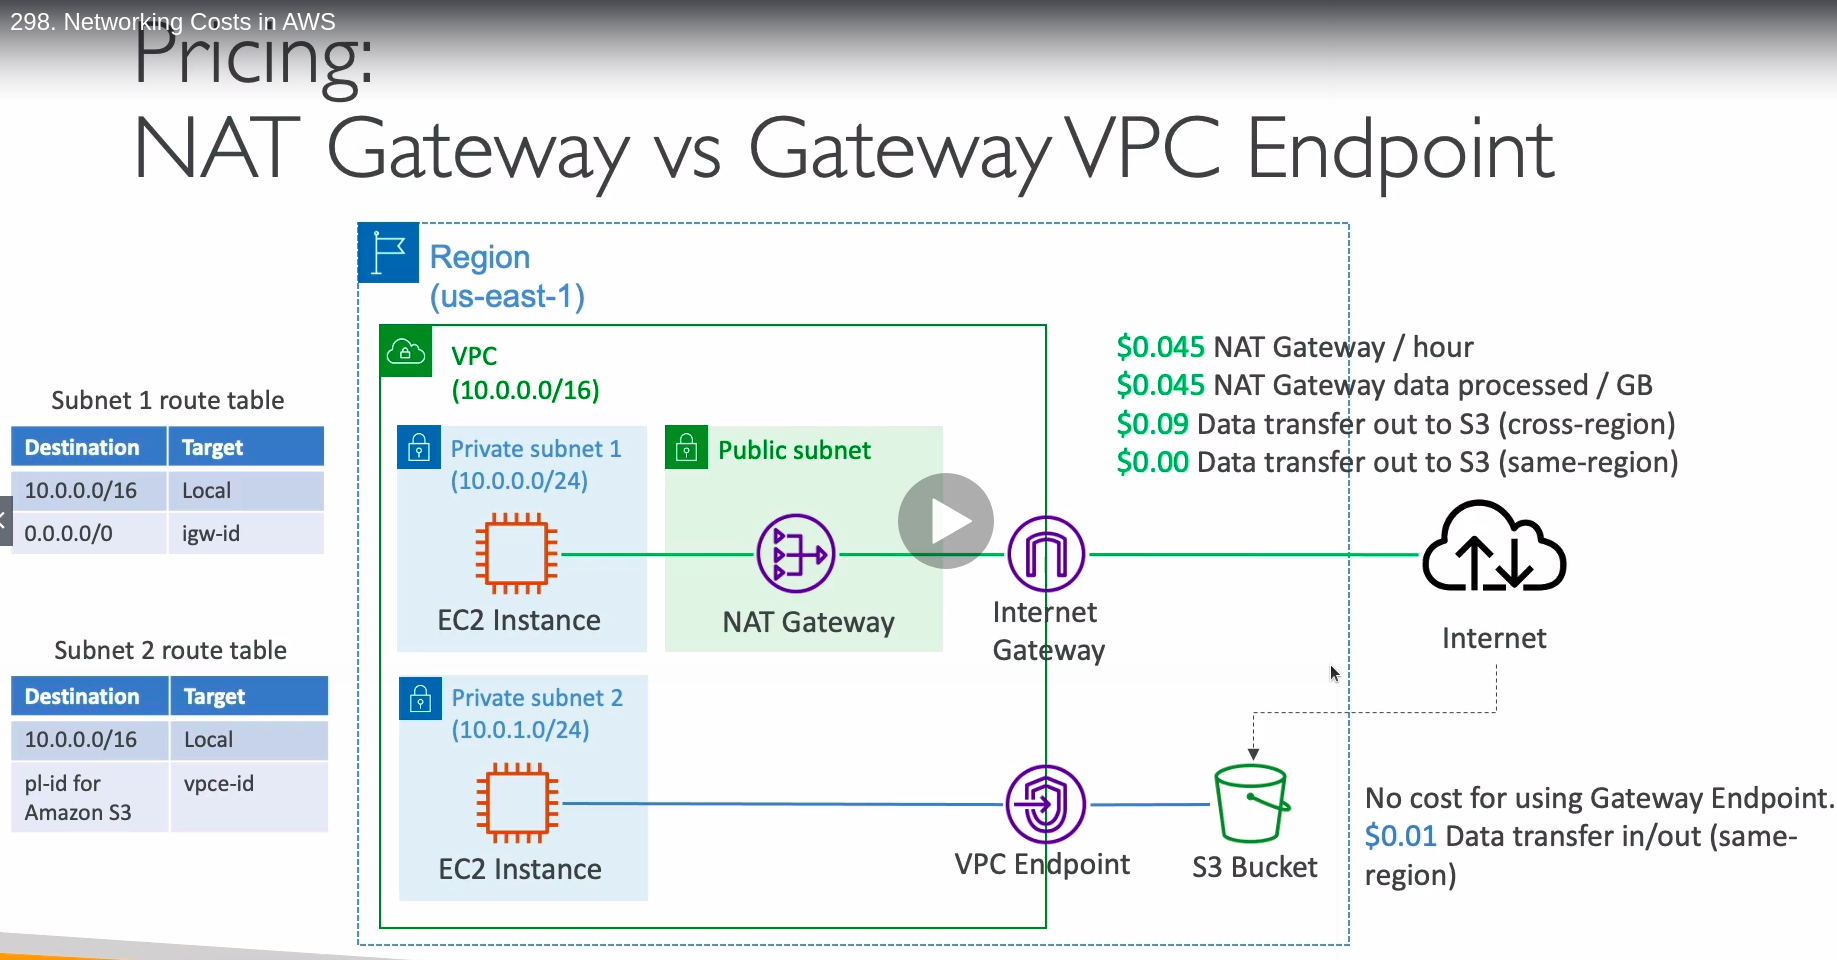 298. Networking Costs in AWS
Pricing:
NAT Gateway vs Gateway VPC Endpoint
Region
(us-east-1)
VPC
(10.0.0.0/16)
$0.045 NAT Gateway / hour
$0.045 NAT Gateway data processed / GB
$0.09 Data transfer out to S3 (cross-region)
$0.00 Data transfer out to S3 (same-region)
Subnet 1 route table
Destination Target
10.0.0.0/16 Local
0.0.0.0/0 igw-id
Private subnet 1
(10.0.0.0/24)
EC2 Instance
Public subnet
NAT Gateway
Internet
Gateway
Internet
Subnet 2 route table
Destination Target
10.0.0.0/16 Local
pl-id for vpce-id
Amazon S3
Private subnet 2
(10.0.1.0/24)
EC2 Instance
VPC Endpoint
S3 Bucket
No cost for using Gateway Endpoint.
$0.01 Data transfer in/out (same-
region)